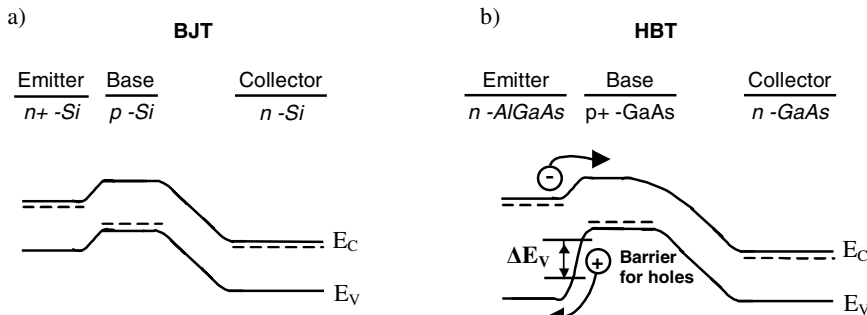 a)
BJT
Emitter Base Collector
n+ -Si p -Si n -Si
E_C
E_V
b)
HBT
Emitter Base Collector
n -AlGaAs p+ -GaAs n -GaAs
-
E_C
ΔE_V
+
Barrier
for holes
E_V